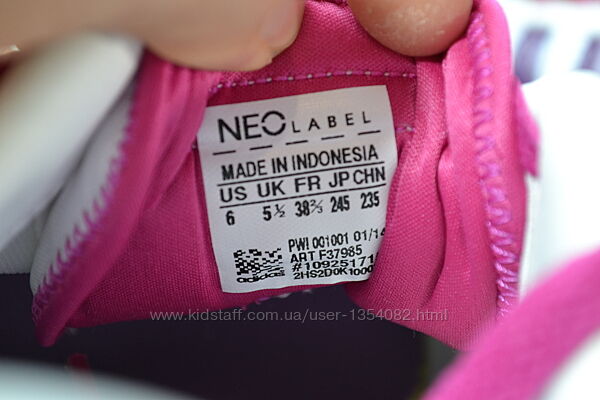 NEO LABEL
MADE IN INDONESIA
US UK FR JP CHN
6 5½ 38⅔ 245 235
PWI 001001 01/14
ART F37985
#10925171
2HS2D0K1000
adidas
www.kidstaff.com.ua/user-1354082.html